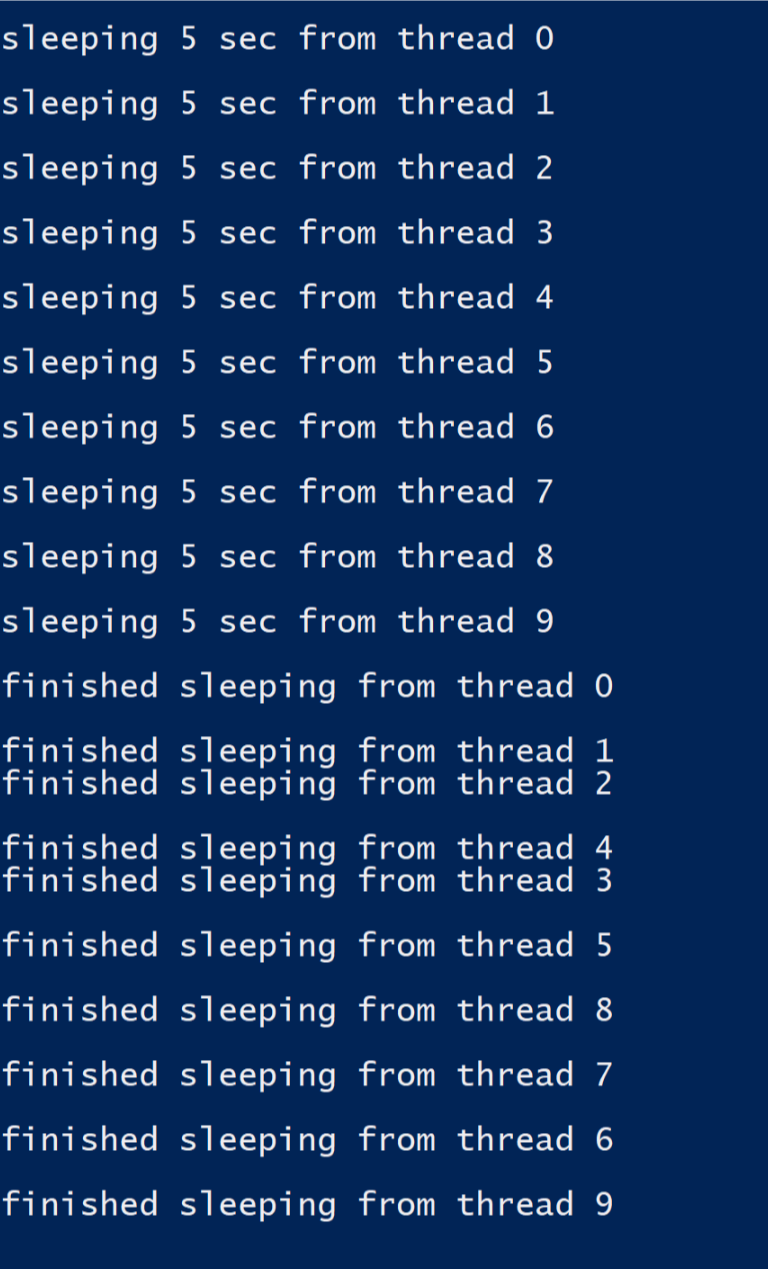 sleeping 5 sec from thread 0
sleeping 5 sec from thread 1
sleeping 5 sec from thread 2
sleeping 5 sec from thread 3
sleeping 5 sec from thread 4
sleeping 5 sec from thread 5
sleeping 5 sec from thread 6
sleeping 5 sec from thread 7
sleeping 5 sec from thread 8
sleeping 5 sec from thread 9
finished sleeping from thread 0
finished sleeping from thread 1
finished sleeping from thread 2
finished sleeping from thread 4
finished sleeping from thread 3
finished sleeping from thread 5
finished sleeping from thread 8
finished sleeping from thread 7
finished sleeping from thread 6
finished sleeping from thread 9